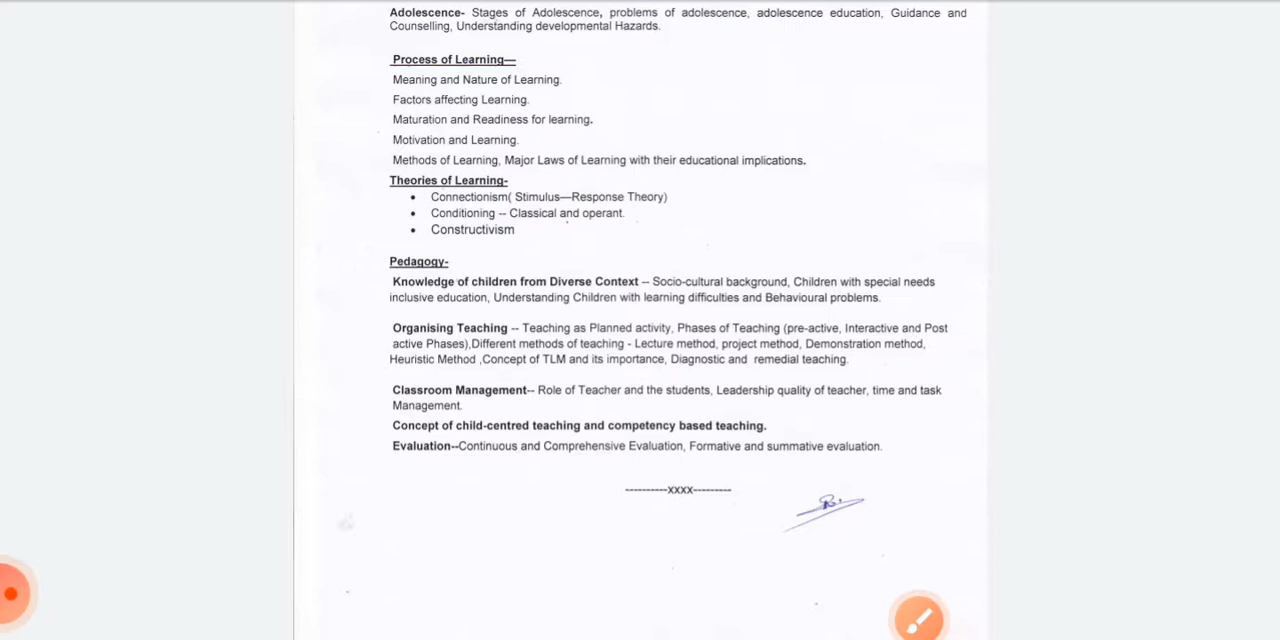 Adolescence- Stages of Adolescence, problems of adolescence, adolescence education, Guidance and
Counselling, Understanding developmental Hazards.
Process of Learning—
Meaning and Nature of Learning.
Factors affecting Learning.
Maturation and Readiness for learning.
Motivation and Learning.
Methods of Learning, Major Laws of Learning with their educational implications.
Theories of Learning-
• Connectionism( Stimulus—Response Theory)
• Conditioning -- Classical and operant.
• Constructivism
Pedagogy-
Knowledge of children from Diverse Context -- Socio-cultural background, Children with special needs
inclusive education, Understanding Children with learning difficulties and Behavioural problems.
Organising Teaching -- Teaching as Planned activity, Phases of Teaching (pre-active, Interactive and Post
active Phases),Different methods of teaching - Lecture method, project method, Demonstration method,
Heuristic Method ,Concept of TLM and its importance, Diagnostic and remedial teaching.
Classroom Management-- Role of Teacher and the students, Leadership quality of teacher, time and task
Management.
Concept of child-centred teaching and competency based teaching.
Evaluation--Continuous and Comprehensive Evaluation, Formative and summative evaluation.
----------XXXX---------